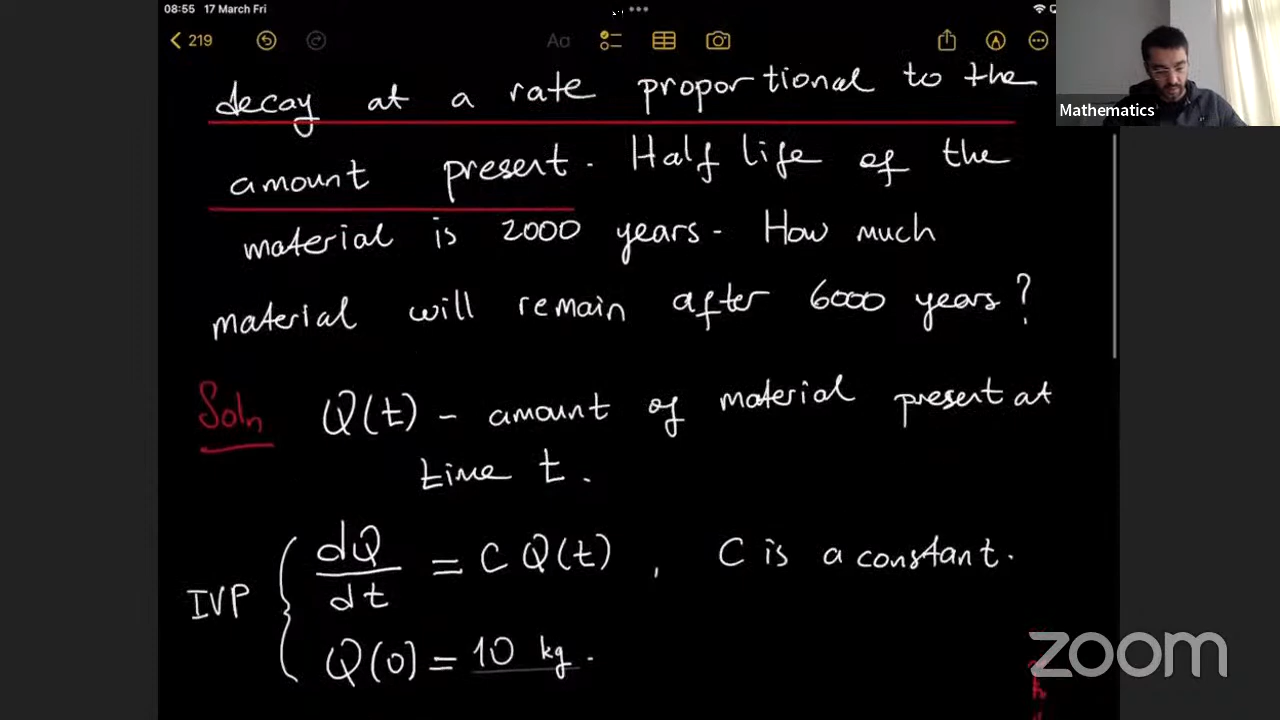 08:55 17 March Fri
219
Aa
Mathematics
decay at a rate proportional to the
amount present. Half life of the
material is 2000 years. How much
material will remain after 6000 years?
Soln Q(t) - amount of material present at
time t.
IVP { dQ/dt = C Q(t), C is a constant.
Q(0) = 10 kg.
zoom